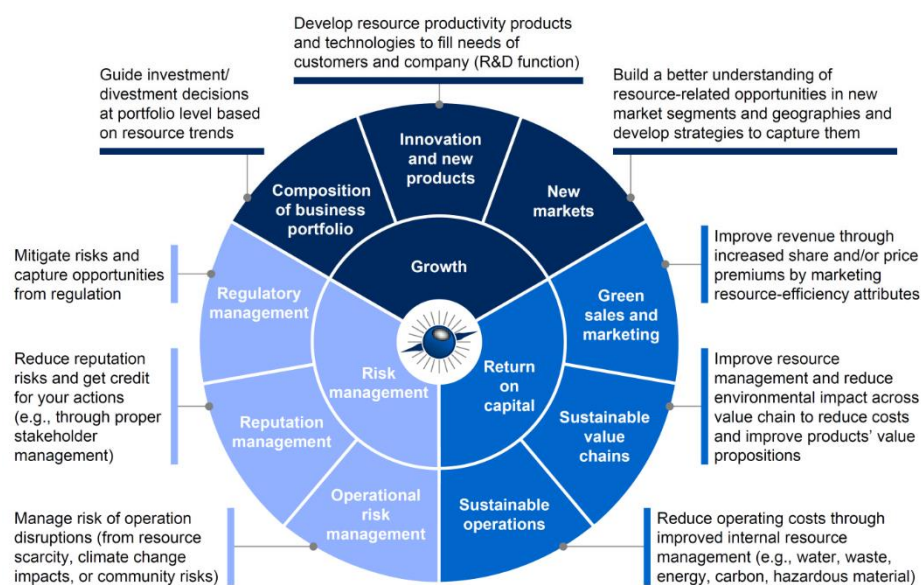 Develop resource productivity products
and technologies to fill needs of
customers and company (R&D function)
Guide investment/
divestment decisions
at portfolio level based
on resource trends
Build a better understanding of
resource-related opportunities in new
market segments and geographies and
develop strategies to capture them
Innovation
and new
products
Composition
of business
portfolio
New
markets
Growth
Mitigate risks and
capture opportunities
from regulation
Regulatory
management
Green
sales and
marketing
Improve revenue through
increased share and/or price
premiums by marketing
resource-efficiency attributes
Risk
management
Return
on
capital
Reduce reputation
risks and get credit
for your actions
(e.g., through proper
stakeholder
management)
Reputation
management
Sustainable
value
chains
Improve resource
management and reduce
environmental impact across
value chain to reduce costs
and improve products’ value
propositions
Manage risk of operation
disruptions (from resource
scarcity, climate change
impacts, or community risks)
Operational
risk
management
Sustainable
operations
Reduce operating costs through
improved internal resource
management (e.g., water, waste,
energy, carbon, hazardous material)